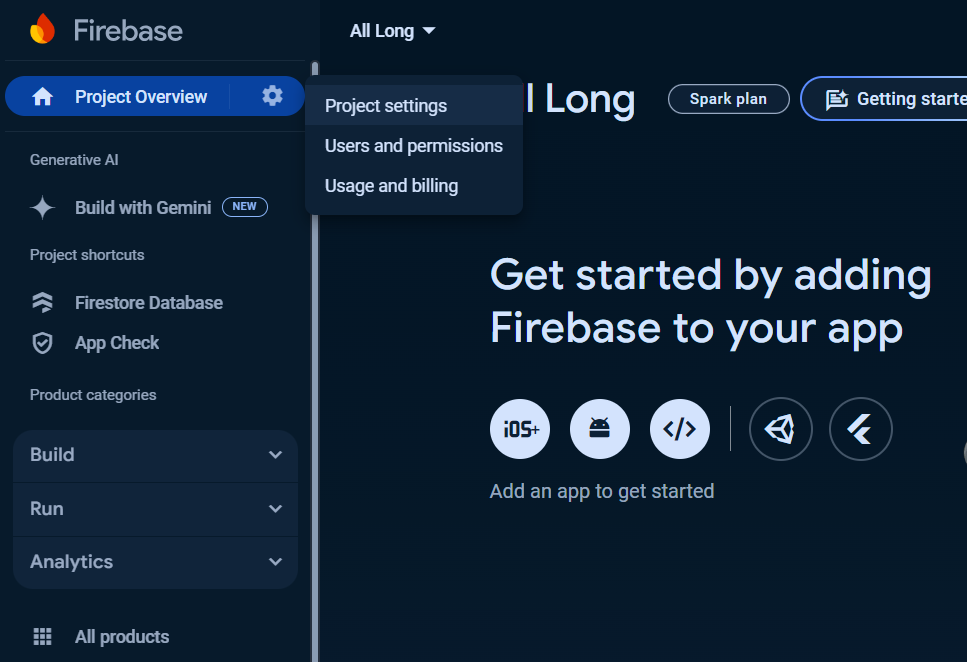 Firebase
All Long
Project Overview
Project settings
Users and permissions
Usage and billing
l Long
Spark plan
Getting starte
Generative AI
Build with Gemini NEW
Project shortcuts
Firestore Database
App Check
Product categories
Build
Run
Analytics
All products
Get started by adding
Firebase to your app
iOS+
</>
Add an app to get started